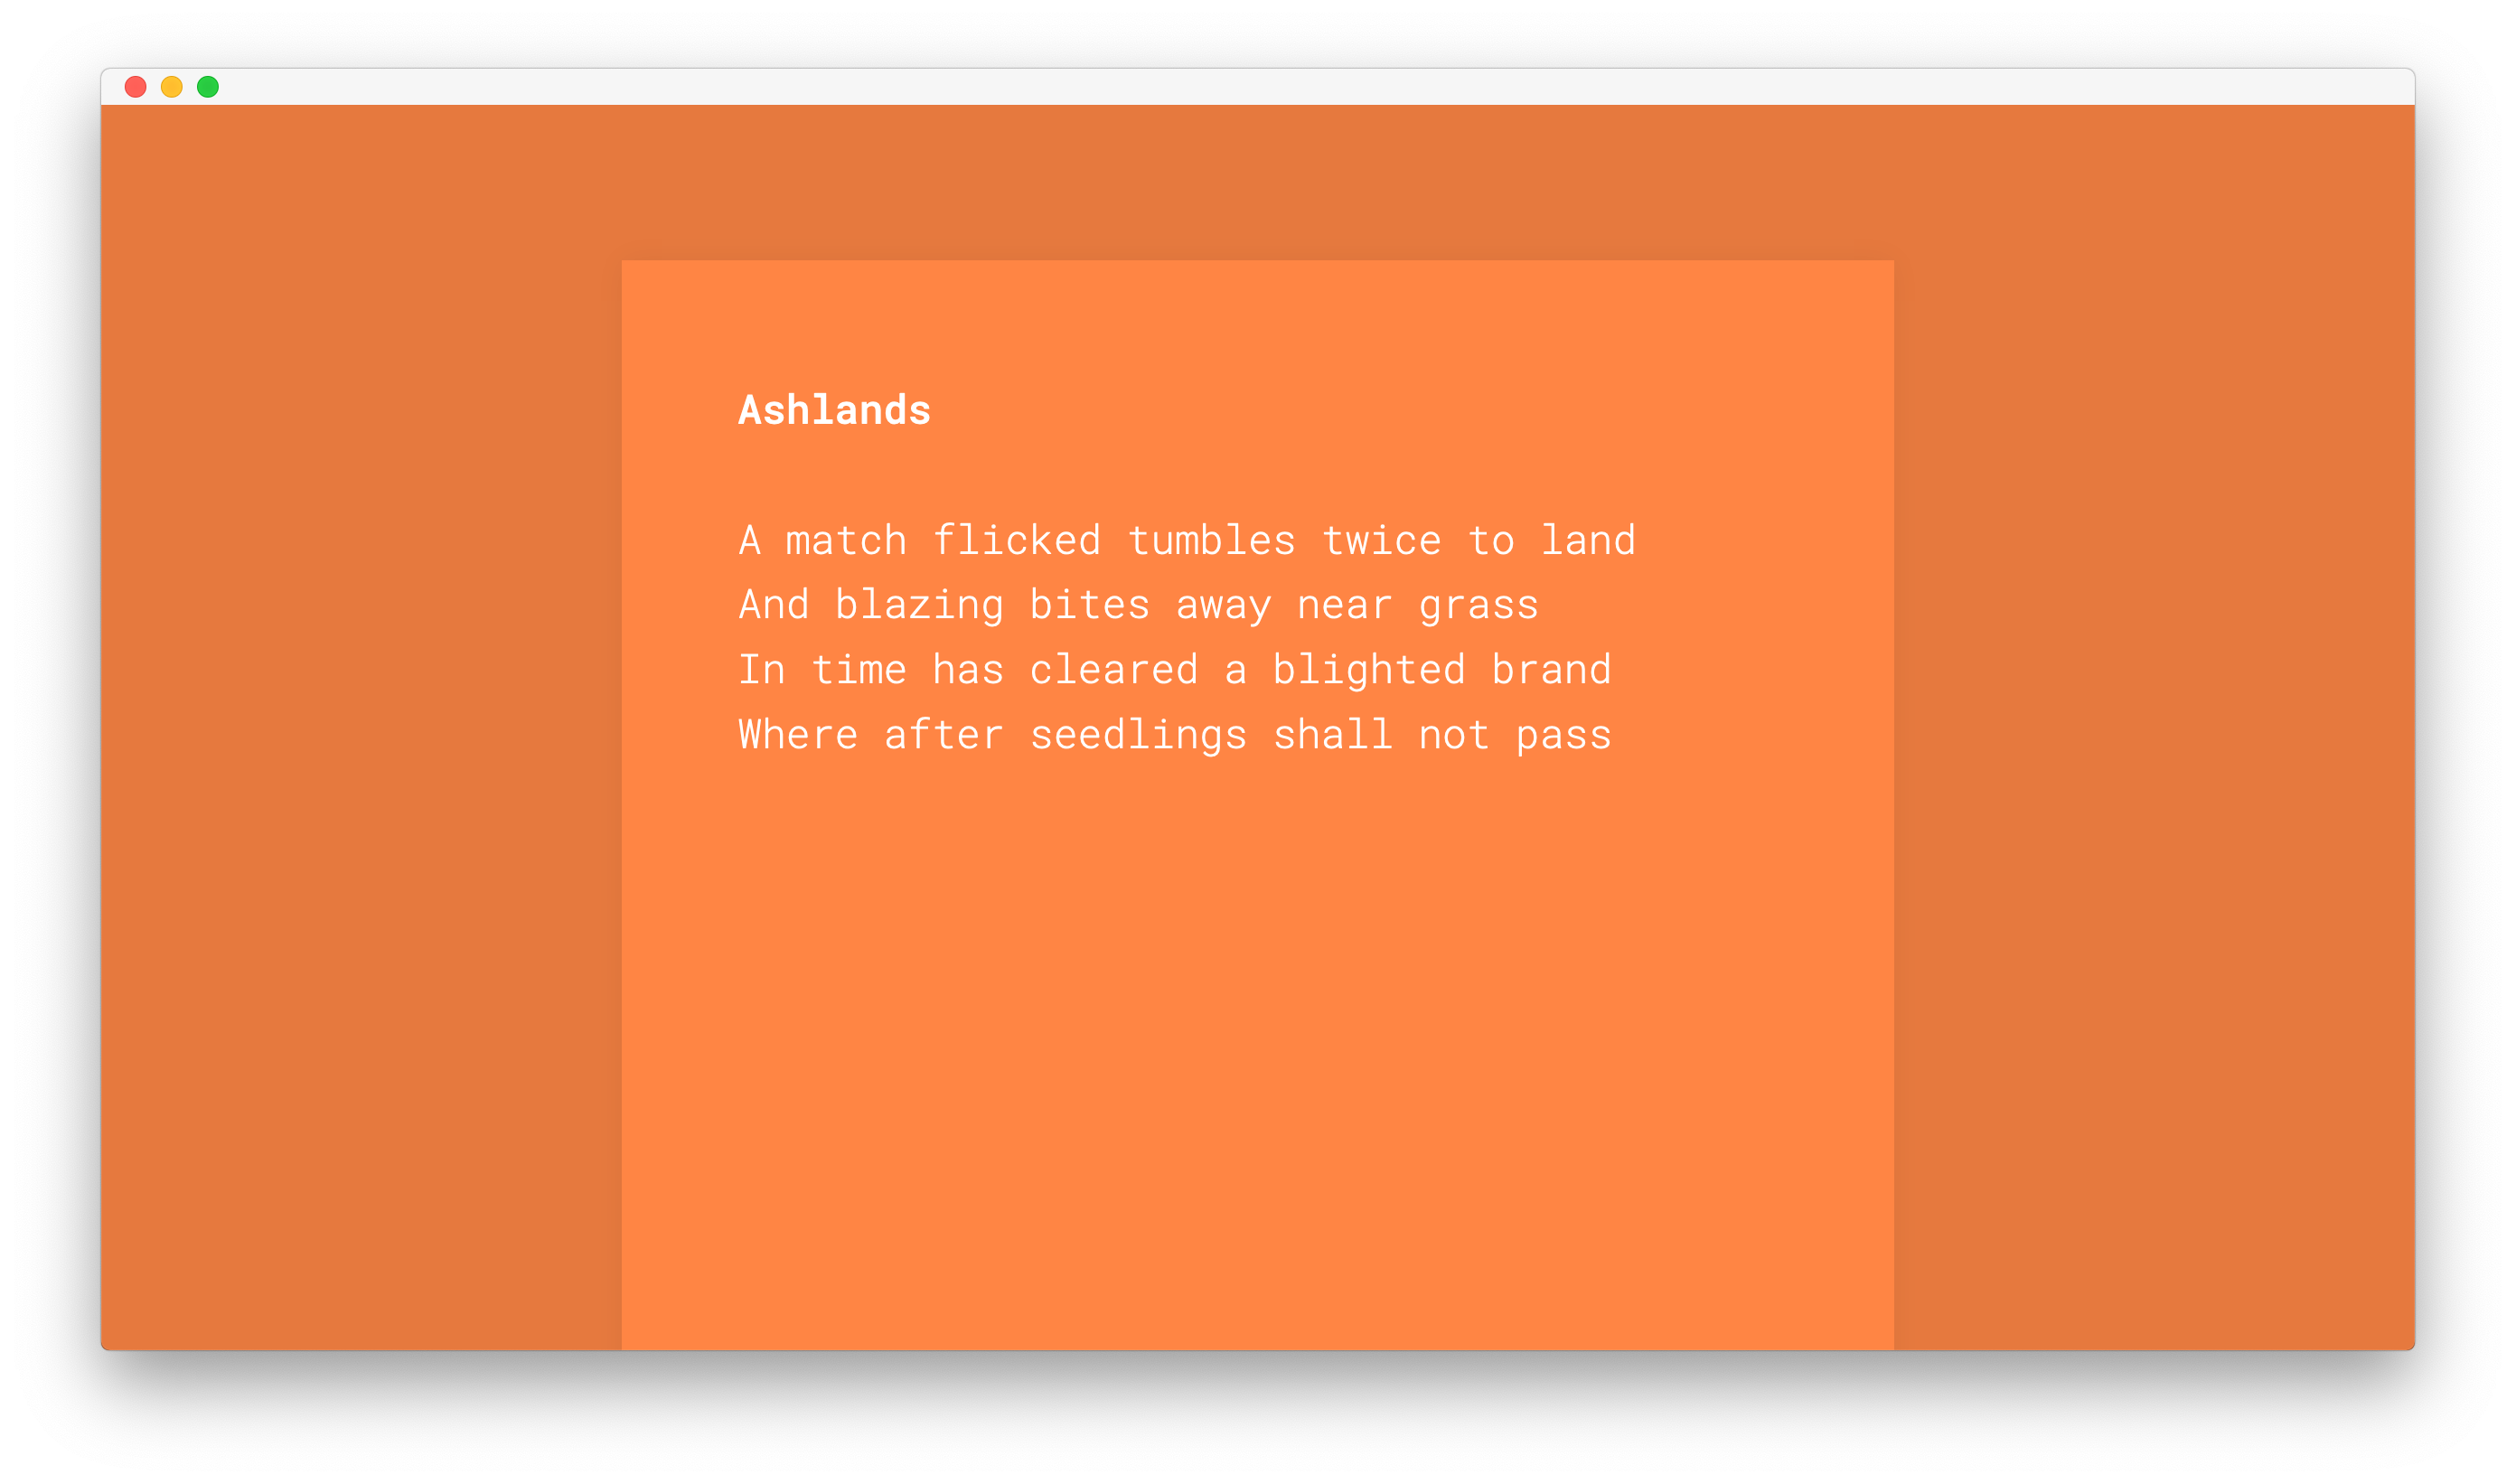 Ashlands
A match flicked tumbles twice to land
And blazing bites away near grass
In time has cleared a blighted brand
Where after seedlings shall not pass